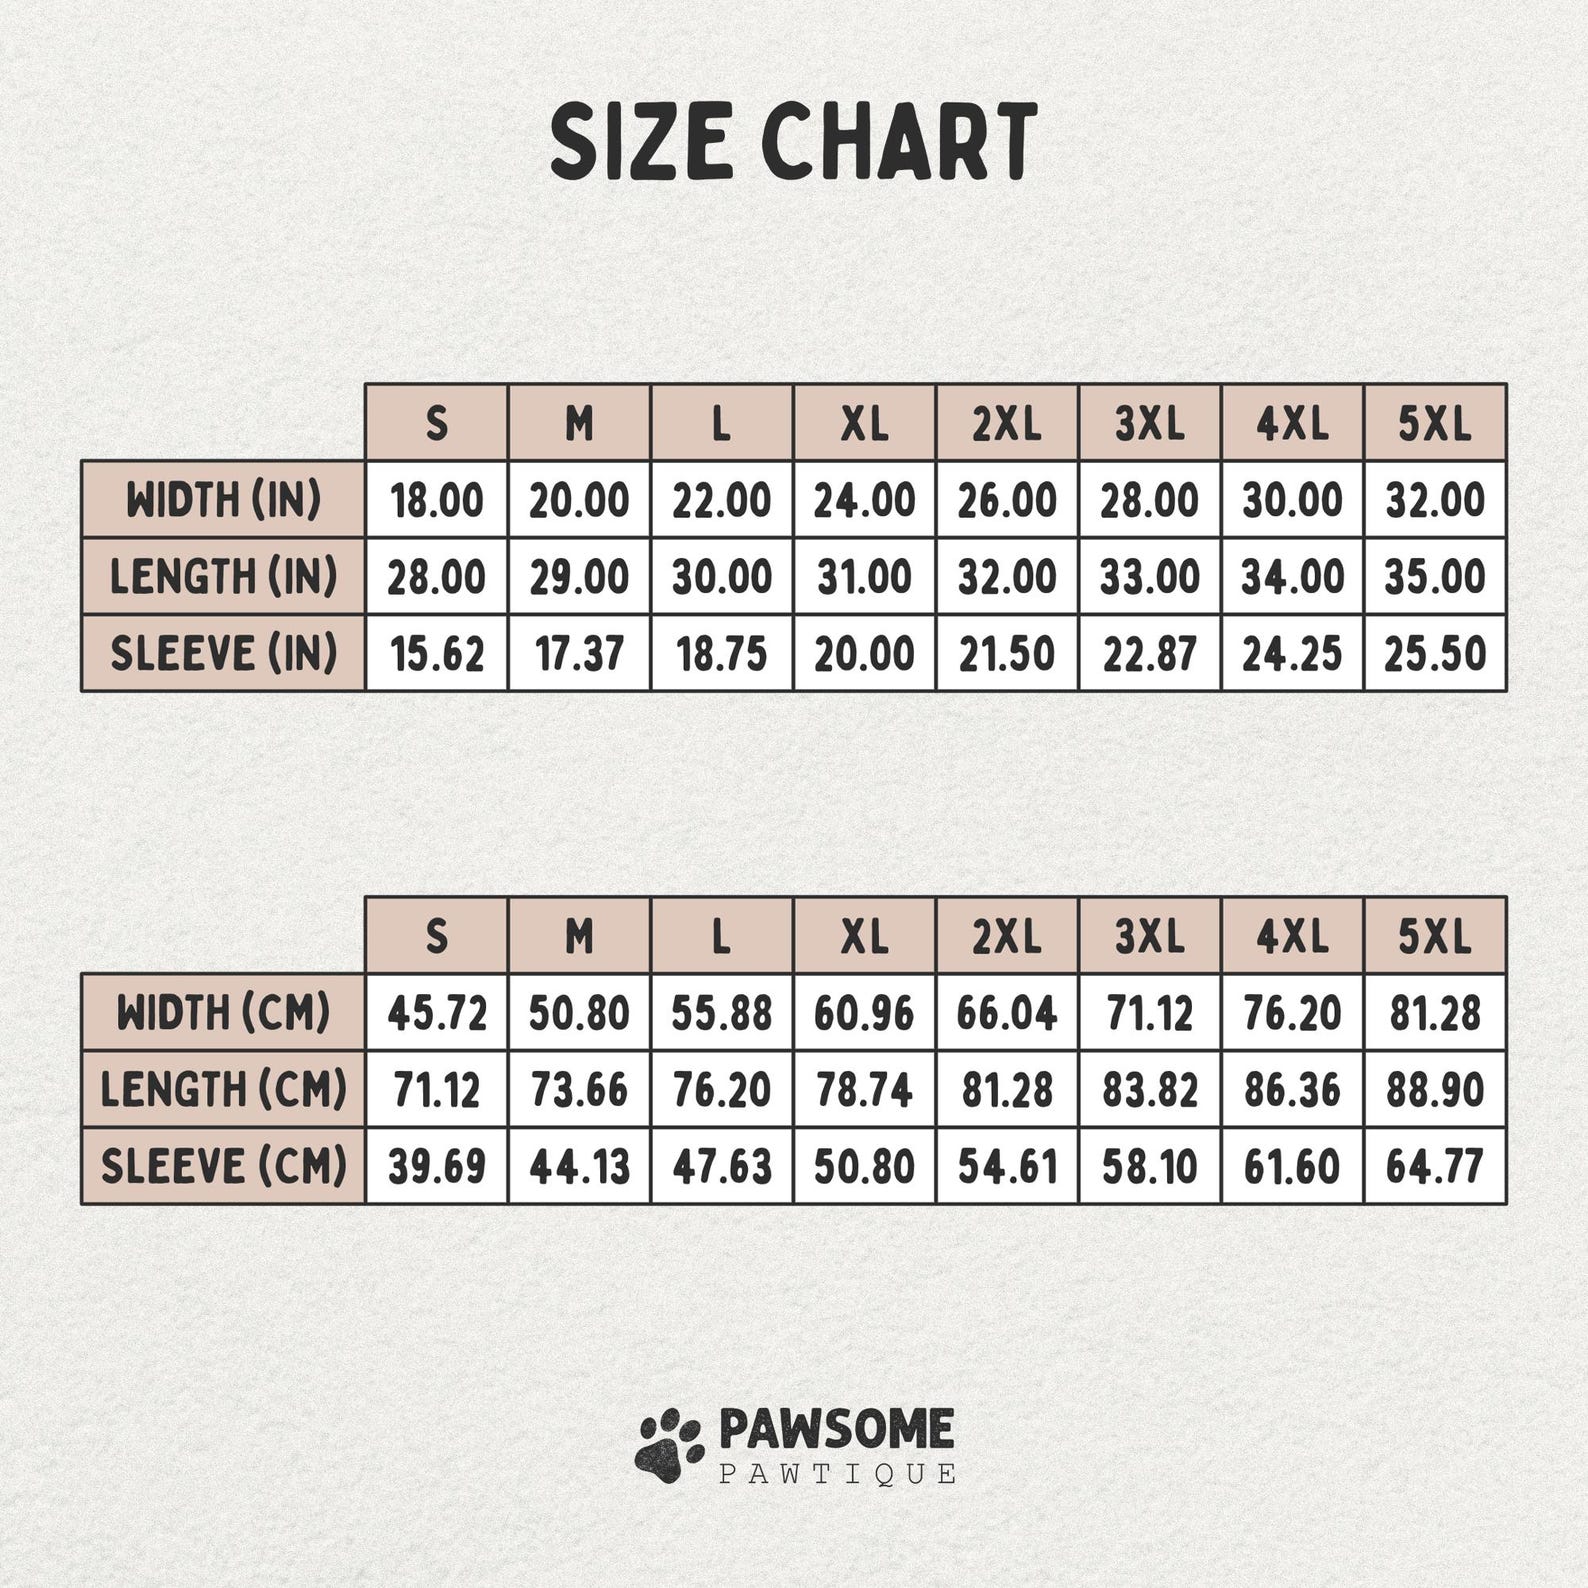 SIZE CHART
S M L XL 2XL 3XL 4XL 5XL
WIDTH (IN) 18.00 20.00 22.00 24.00 26.00 28.00 30.00 32.00
LENGTH (IN) 28.00 29.00 30.00 31.00 32.00 33.00 34.00 35.00
SLEEVE (IN) 15.62 17.37 18.75 20.00 21.50 22.87 24.25 25.50
S M L XL 2XL 3XL 4XL 5XL
WIDTH (CM) 45.72 50.80 55.88 60.96 66.04 71.12 76.20 81.28
LENGTH (CM) 71.12 73.66 76.20 78.74 81.28 83.82 86.36 88.90
SLEEVE (CM) 39.69 44.13 47.63 50.80 54.61 58.10 61.60 64.77
PAWSOME
PAWTIQUE